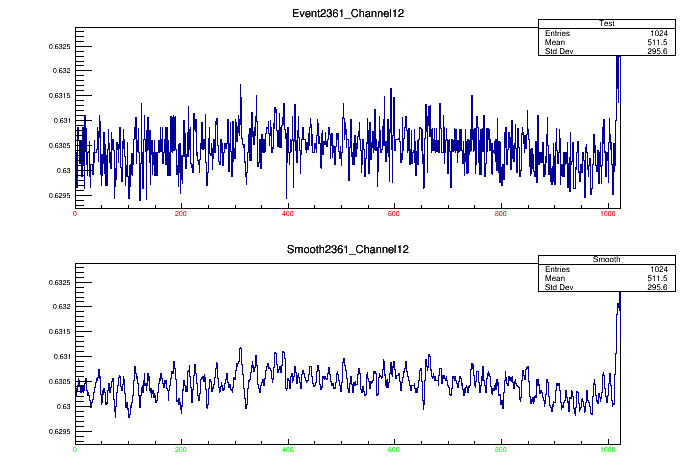 Event2361_Channel12
Test
Entries 1024
Mean 511.5
Std Dev 295.6
0.6325
0.632
0.6315
0.631
0.6305
0.63
0.6295
0 200 400 600 800 1000
Smooth2361_Channel12
Smooth
Entries 1024
Mean 511.5
Std Dev 295.6
0.6325
0.632
0.6315
0.631
0.6305
0.63
0.6295
0 200 400 600 800 1000